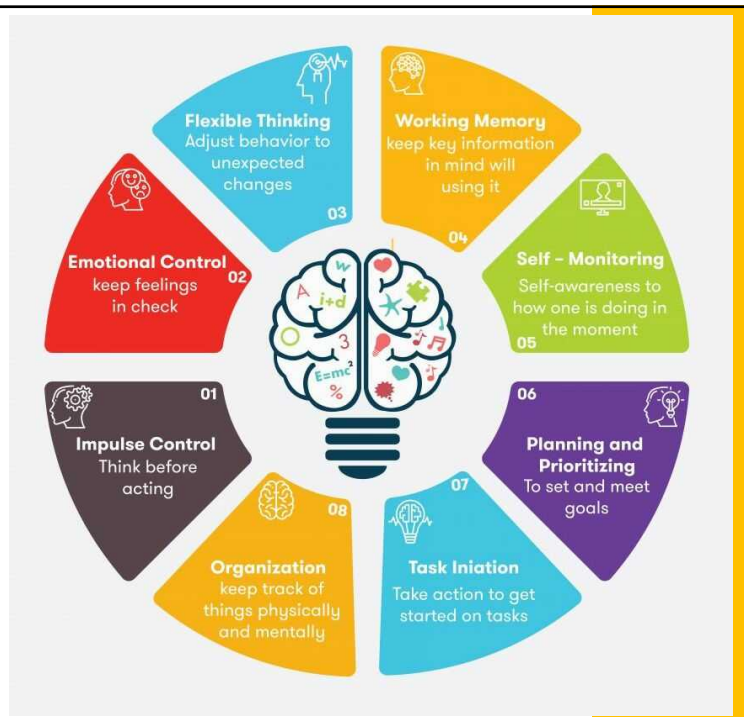 01
Impulse Control
Think before
acting
Emotional Control
02
keep feelings
in check
Flexible Thinking
Adjust behavior to
unexpected
changes
03
Working Memory
keep key information
in mind will
using it
04
Self – Monitoring
Self-awareness to
how one is doing in
the moment
05
06
Planning and
Prioritizing
To set and meet
goals
07
Task Iniation
Take action to get
started on tasks
08
Organization
keep track of
things physically
and mentally
W
A
i+d
3
E=mc²
%